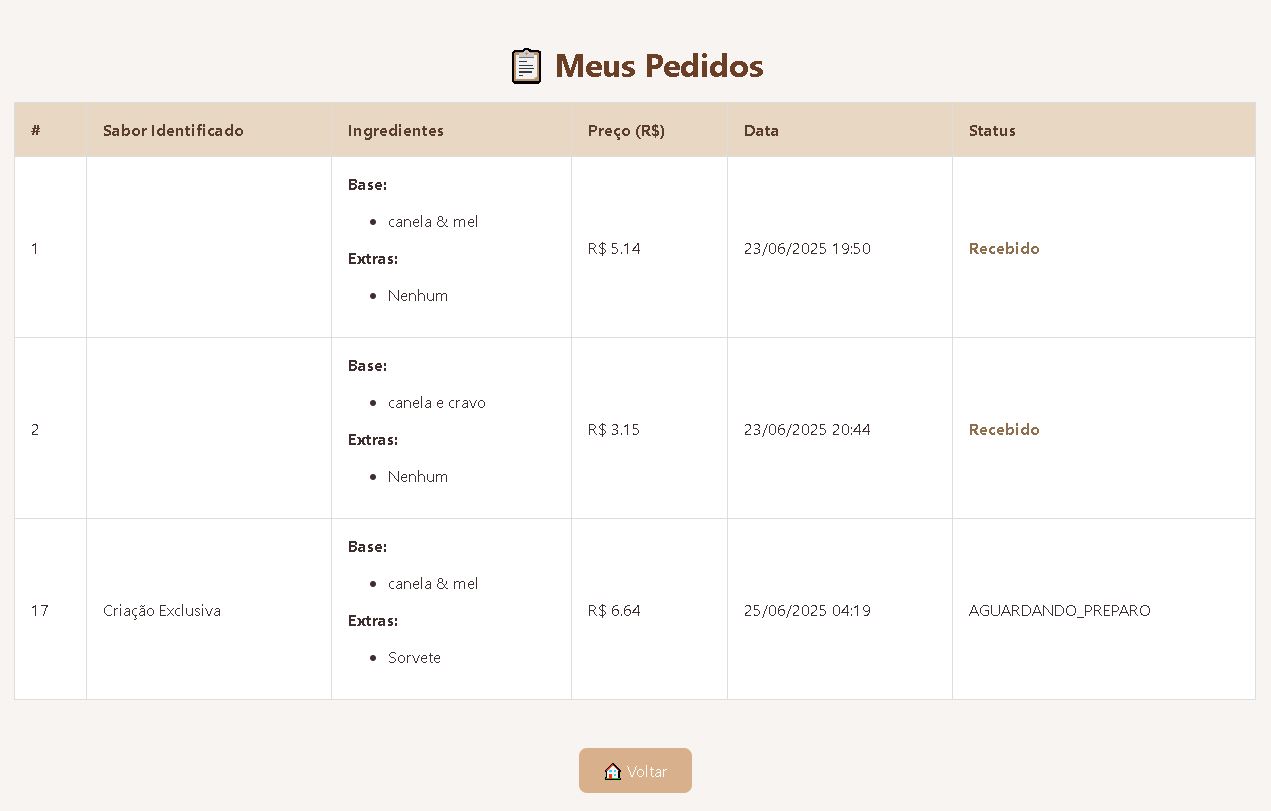 Meus Pedidos
# Sabor Identificado Ingredientes Preço (R$) Data Status
Base:
canela & mel
1 R$ 5.14 23/06/2025 19:50 Recebido
Extras:
Nenhum
Base:
canela e cravo
2 R$ 3.15 23/06/2025 20:44 Recebido
Extras:
Nenhum
Base:
canela & mel
17 Criação Exclusiva R$ 6.64 25/06/2025 04:19 AGUARDANDO_PREPARO
Extras:
Sorvete
Voltar